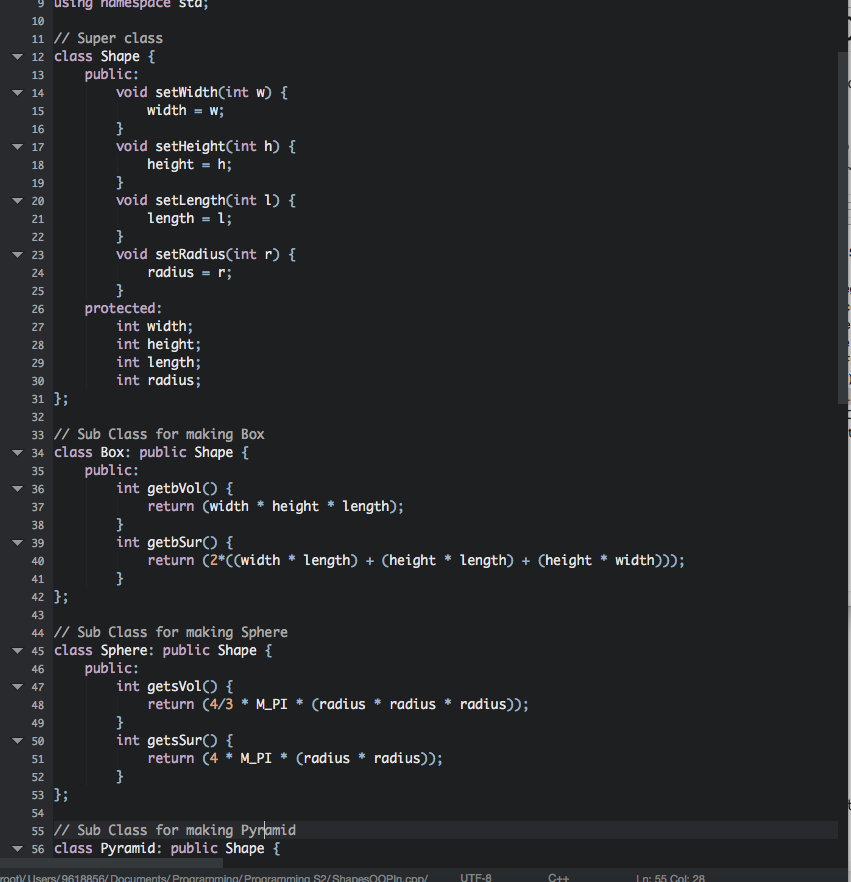 9 using namespace std;
10
11 // Super class
12 class Shape {
13     public:
14         void setWidth(int w) {
15             width = w;
16         }
17         void setHeight(int h) {
18             height = h;
19         }
20         void setLength(int l) {
21             length = l;
22         }
23         void setRadius(int r) {
24             radius = r;
25         }
26     protected:
27         int width;
28         int height;
29         int length;
30         int radius;
31 };
32
33 // Sub Class for making Box
34 class Box: public Shape {
35     public:
36         int getbVol() {
37             return (width * height * length);
38         }
39         int getbSur() {
40             return (2*((width * length) + (height * length) + (height * width)));
41         }
42 };
43
44 // Sub Class for making Sphere
45 class Sphere: public Shape {
46     public:
47         int getsVol() {
48             return (4/3 * M_PI * (radius * radius * radius));
49         }
50         int getsSur() {
51             return (4 * M_PI * (radius * radius));
52         }
53 };
54
55 // Sub Class for making Pyramid
56 class Pyramid: public Shape {
root)/Users/9618856/Documents/Programming/Programming S2/ShapesOOPIn.cpp/ UTF-8 C++ Ln: 55 Col: 28